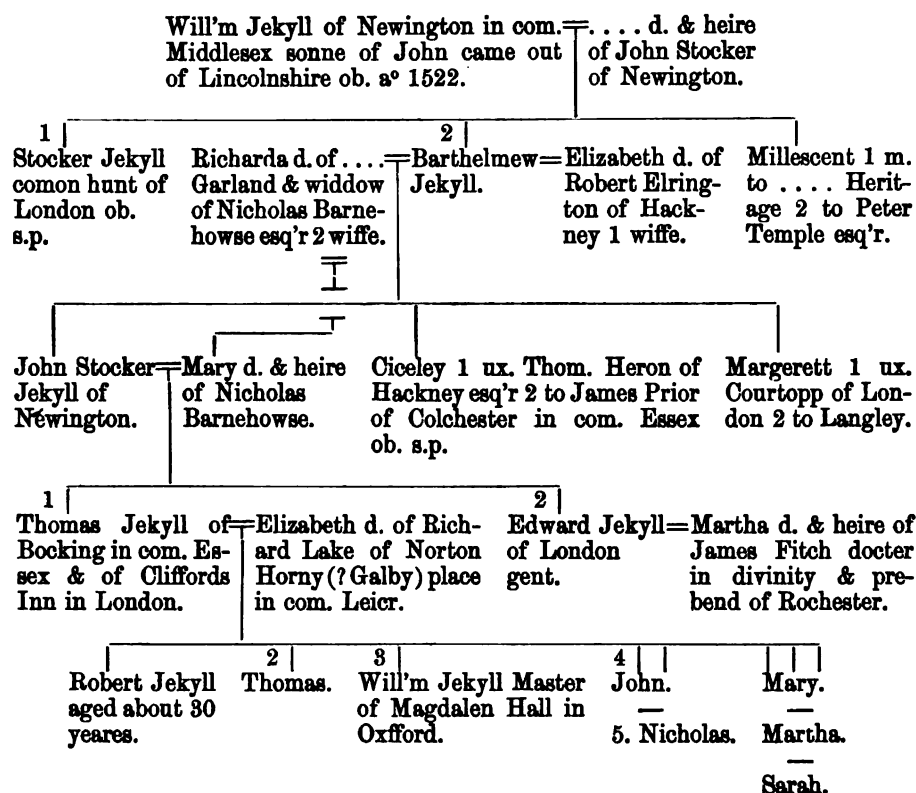 Will'm Jekyll of Newington in com.
Middlesex sonne of John came out
of Lincolnshire ob. aº 1522.
. . . . d. & heire
of John Stocker
of Newington.
1
Stocker Jekyll
comon hunt of
London ob.
s.p.
Richarda d. of . . . .
Garland & widdow
of Nicholas Barne-
howse esq'r 2 wiffe.
2
Barthelmew
Jekyll.
Elizabeth d. of
Robert Elring-
ton of Hack-
ney 1 wiffe.
Millescent 1 m.
to . . . . Herit-
age 2 to Peter
Temple esq'r.
John Stocker
Jekyll of
Néwington.
Mary d. & heire
of Nicholas
Barnehowse.
Ciceley 1 ux. Thom. Heron of
Hackney esq'r 2 to James Prior
of Colchester in com. Essex
ob. s.p.
Margerett 1 ux.
Courtopp of Lon-
don 2 to Langley.
1
Thomas Jekyll of
Bocking in com. Es-
sex & of Cliffords
Inn in London.
Elizabeth d. of Rich-
ard Lake of Norton
Horny (? Galby) place
in com. Leicr.
2
Edward Jekyll
of London
gent.
Martha d. & heire of
James Fitch docter
in divinity & pre-
bend of Rochester.
Robert Jekyll
aged about 30
yeares.
2
Thomas.
3
Will'm Jekyll Master
of Magdalen Hall in
Oxfford.
4
John.
5. Nicholas.
Mary.
Martha.
Sarah.